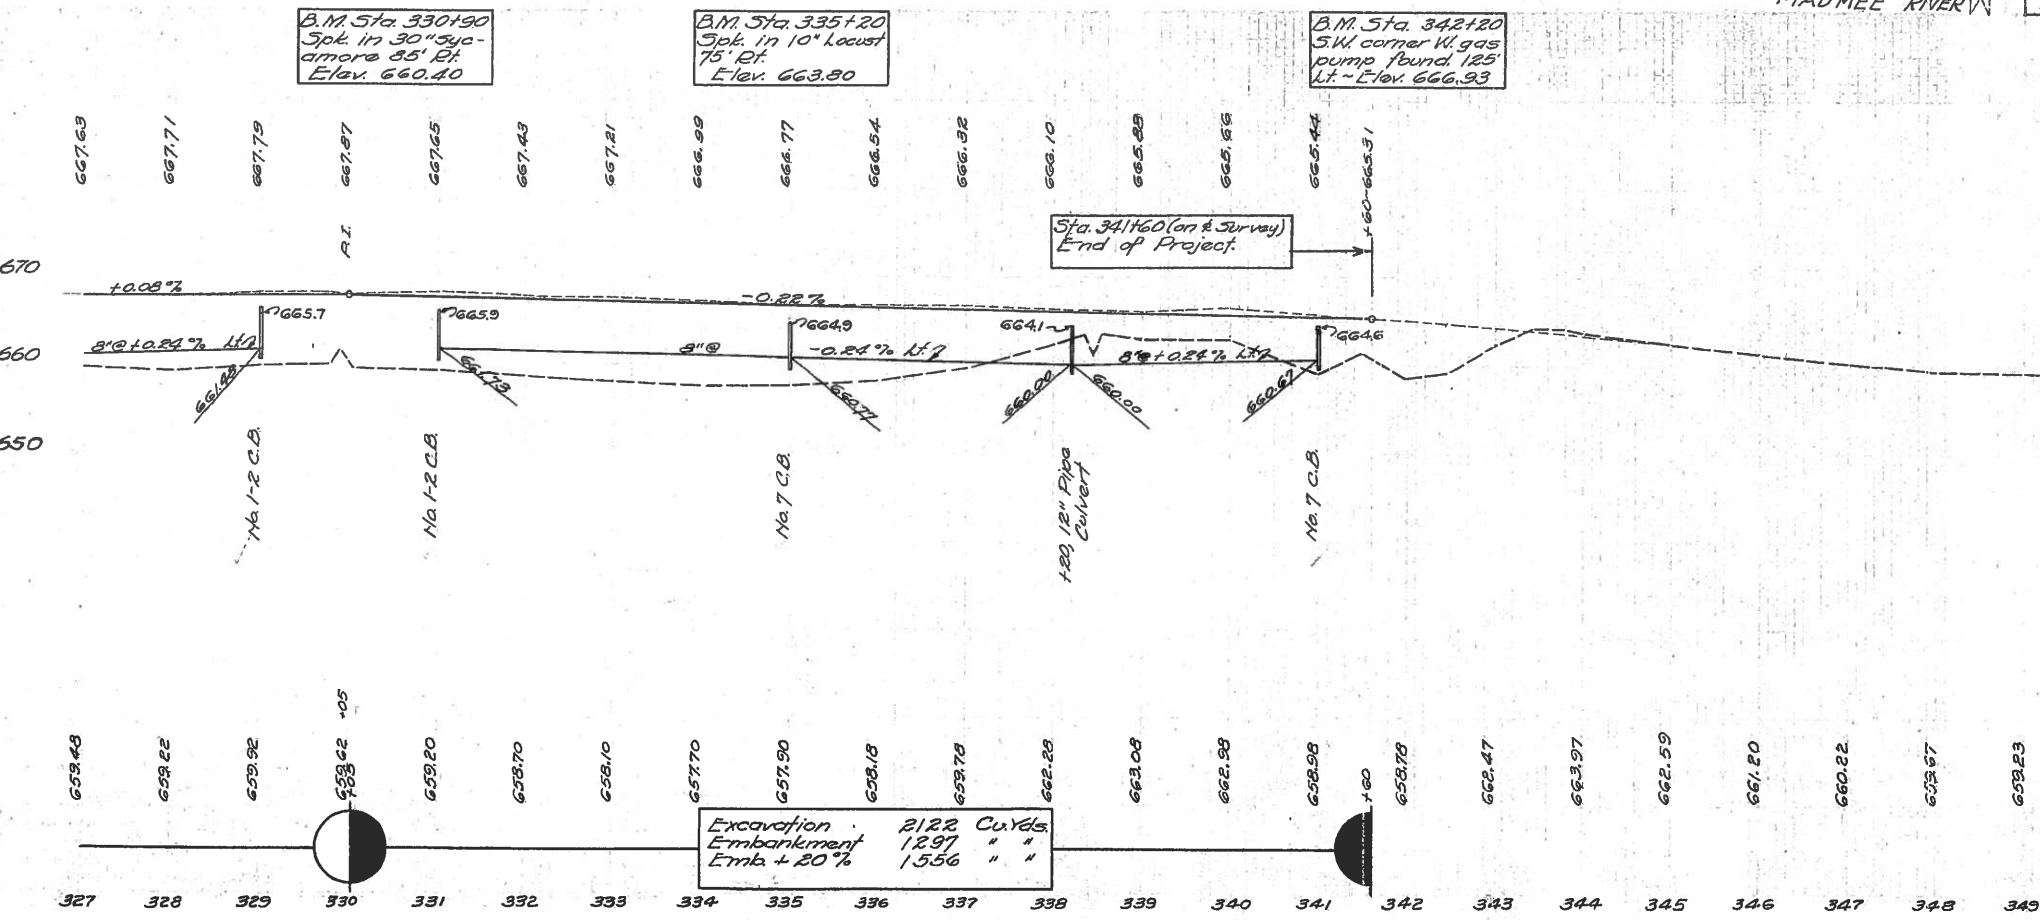 MAUMEE RIVER
B.M. Sta. 330+90
Spk. in 30" Syc-
amore 85' Rt.
Elev. 660.40
B.M. Sta. 335+20
Spk. in 10" Locust
75' Rt.
Elev. 663.80
B.M. Sta. 342+20
S.W. corner W. gas
pump found. 125'
Lt.~Elev. 666.93
667.63 667.71 667.79 667.87 667.65 667.43 667.21 666.99 666.77 666.54 666.32 666.10 665.88 665.66 665.44 +60~665.31
P.I.
Sta. 341+60 (on ℄ Survey)
End of Project.
670
+0.08% -0.22%
665.7 665.9 664.9 664.1 664.6
660
8"@+0.24% Lt. 8"@ -0.24% Lt. 8"@+0.24% Lt.
661.48 661.73 660.77 660.00 660.00 660.67
650
No. 1-2 C.B.
No. 1-2 C.B.
No. 7 C.B.
+20, 12" Pipe
Culvert
No. 7 C.B.
+05
659.48 659.22 659.92 659.62 659.20 658.70 658.10 657.70 657.90 658.18 659.78 662.28 663.08 662.98 658.98 +60 658.78 662.47 663.97 662.59 661.20 660.22 659.67 659.23
+05
Excavation 2122 Cu.Yds.
Embankment 1297 " "
Emb. + 20% 1556 " "
327 328 329 330 331 332 333 334 335 336 337 338 339 340 341 342 343 344 345 346 347 348 349